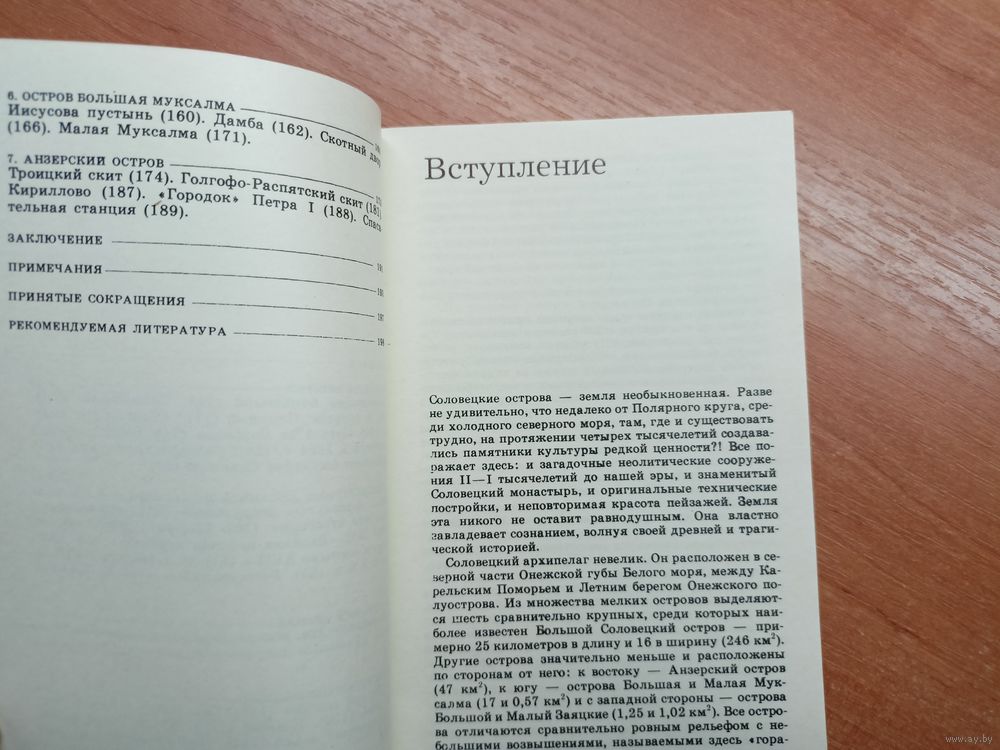 6. ОСТРОВ БОЛЬШАЯ МУКСАЛМА
Иисусова пустынь (160). Дамба (162). Скотный двор
(166). Малая Муксалма (171).
7. АНЗЕРСКИЙ ОСТРОВ
Троицкий скит (174). Голгофо-Распятский скит (181)
Кириллово (187). «Городок» Петра I (188). Спаса
тельная станция (189).
ЗАКЛЮЧЕНИЕ
ПРИМЕЧАНИЯ
ПРИНЯТЫЕ СОКРАЩЕНИЯ 197
РЕКОМЕНДУЕМАЯ ЛИТЕРАТУРА 198
Вступление
Соловецкие острова — земля необыкновенная. Разве
не удивительно, что недалеко от Полярного круга, сре-
ди холодного северного моря, там, где и существовать
трудно, на протяжении четырех тысячелетий создава-
лись памятники культуры редкой ценности?! Все по-
ражает здесь: и загадочные неолитические сооруже-
ния II—I тысячелетий до нашей эры, и знаменитый
Соловецкий монастырь, и оригинальные технические
постройки, и неповторимая красота пейзажей. Земля
эта никого не оставит равнодушным. Она властно
завладевает сознанием, волнуя своей древней и траги-
ческой историей.
Соловецкий архипелаг невелик. Он расположен в се-
верной части Онежской губы Белого моря, между Ка-
рельским Поморьем и Летним берегом Онежского по-
луострова. Из множества мелких островов выделяют-
ся шесть сравнительно крупных, среди которых наи-
более известен Большой Соловецкий остров — при-
мерно 25 километров в длину и 16 в ширину (246 км²).
Другие острова значительно меньше и расположены
по сторонам от него: к востоку — Анзерский остров
(47 км²), к югу — острова Большая и Малая Мук-
салма (17 и 0,57 км²) и с западной стороны — острова
Большой и Малый Заяцкие (1,25 и 1,02 км²). Все остро-
ва отличаются сравнительно ровным рельефом с не-
большими возвышениями, называемыми здесь «гора-
www.ay.by